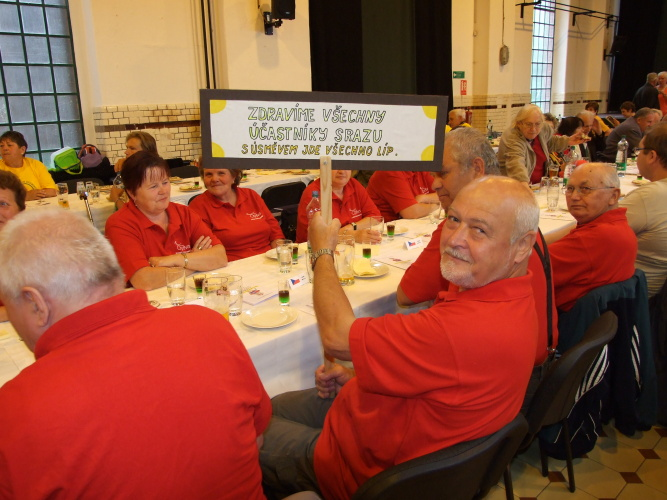 ZDRAVÍME VŠECHNY
ÚČASTNÍKY SRAZU
S ÚSMĚVEM JDE VŠECHNO LÍP.